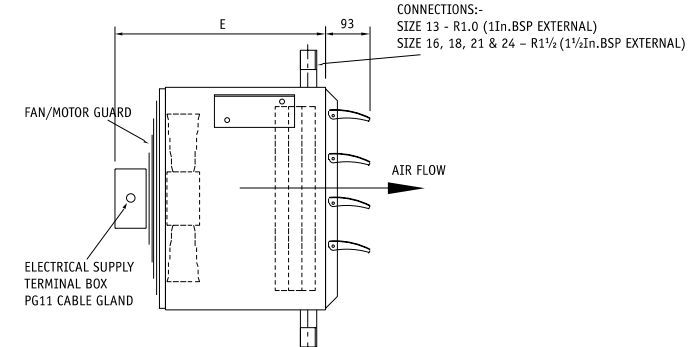 CONNECTIONS:-
SIZE 13 - R1.0 (1In.BSP EXTERNAL)
SIZE 16, 18, 21 & 24 – R1½ (1½In.BSP EXTERNAL)
E
93
FAN/MOTOR GUARD
AIR FLOW
ELECTRICAL SUPPLY
TERMINAL BOX
PG11 CABLE GLAND